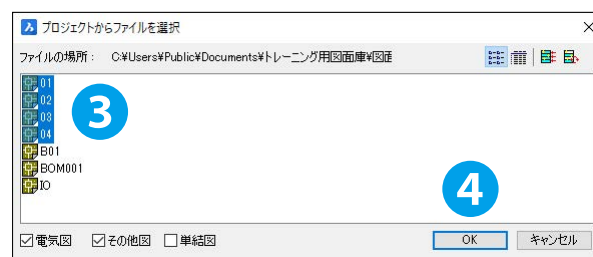 プロジェクトからファイルを選択
ファイルの場所： C:¥Users¥Public¥Documents¥トレーニング用図面庫¥図面
01
02
03
04
B01
BOM001
IO
3
4
電気図 その他図 単結図
OK キャンセル